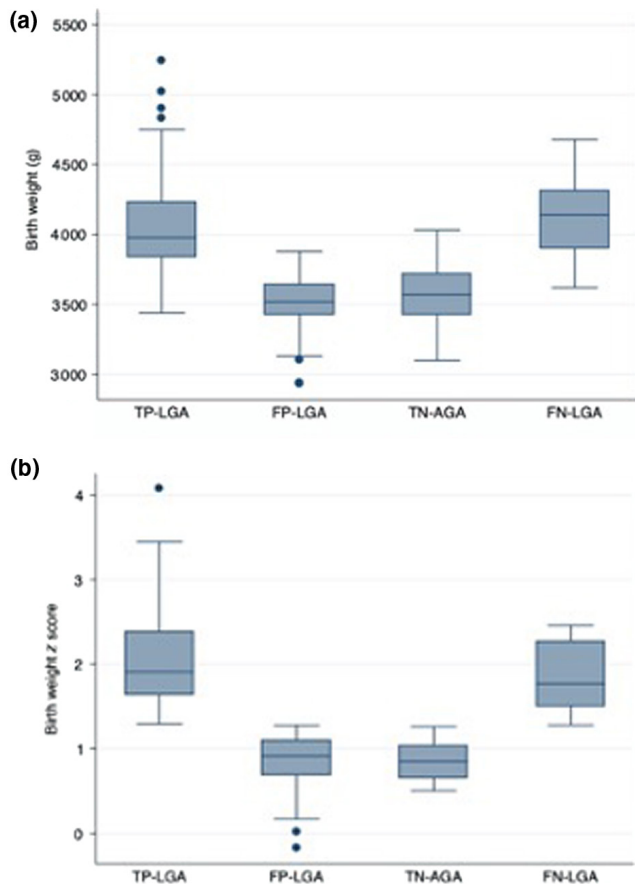 (a)
5500
5000
4500
4000
3500
3000
Birth weight (g)
TP-LGA FP-LGA TN-AGA FN-LGA
(b)
4
3
2
1
0
Birth weight z score
TP-LGA FP-LGA TN-AGA FN-LGA